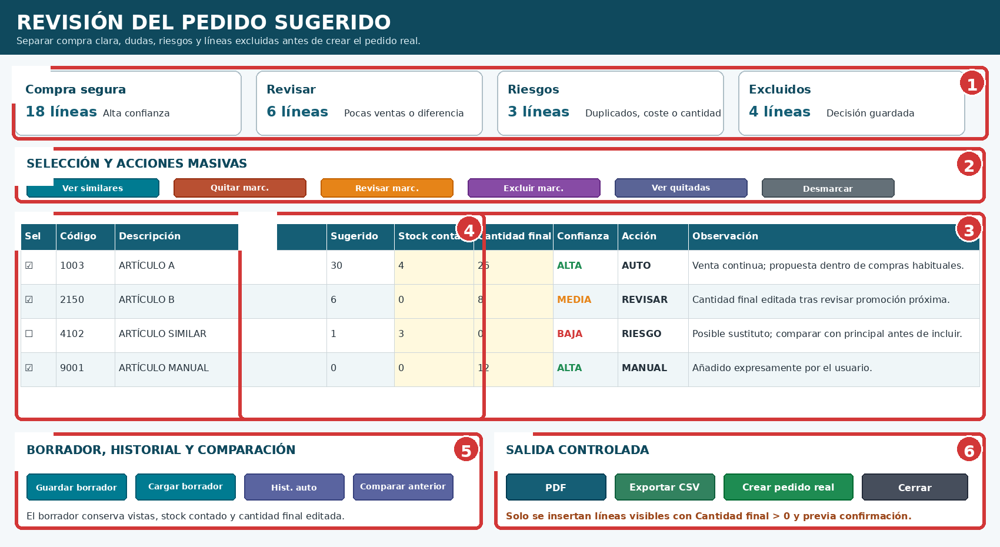 REVISIÓN DEL PEDIDO SUGERIDO
Separar compra clara, dudas, riesgos y líneas excluidas antes de crear el pedido real.
1
Compra segura
18 líneas Alta confianza
Revisar
6 líneas Pocas ventas o diferencia
Riesgos
3 líneas Duplicados, coste o cantidad
Excluidos
4 líneas Decisión guardada
2
SELECCIÓN Y ACCIONES MASIVAS
Ver similares Quitar marc. Revisar marc. Excluir marc. Ver quitadas Desmarcar
4 3
Sel Código Descripción Sugerido Stock Cantidad final Confianza Acción Observación
☑ 1003 ARTÍCULO A 30 4 26 ALTA AUTO Venta continua; propuesta dentro de compras habituales.
☑ 2150 ARTÍCULO B 6 0 8 MEDIA REVISAR Cantidad final editada tras revisar promoción próxima.
☐ 4102 ARTÍCULO SIMILAR 1 3 0 BAJA RIESGO Posible sustituto; comparar con principal antes de incluir.
☑ 9001 ARTÍCULO MANUAL 0 0 12 ALTA MANUAL Añadido expresamente por el usuario.
5
BORRADOR, HISTORIAL Y COMPARACIÓN
Guardar borrador Cargar borrador Hist. auto Comparar anterior
El borrador conserva vistas, stock contado y cantidad final editada.
6
SALIDA CONTROLADA
PDF Exportar CSV Crear pedido real Cerrar
Solo se insertan líneas visibles con Cantidad final > 0 y previa confirmación.